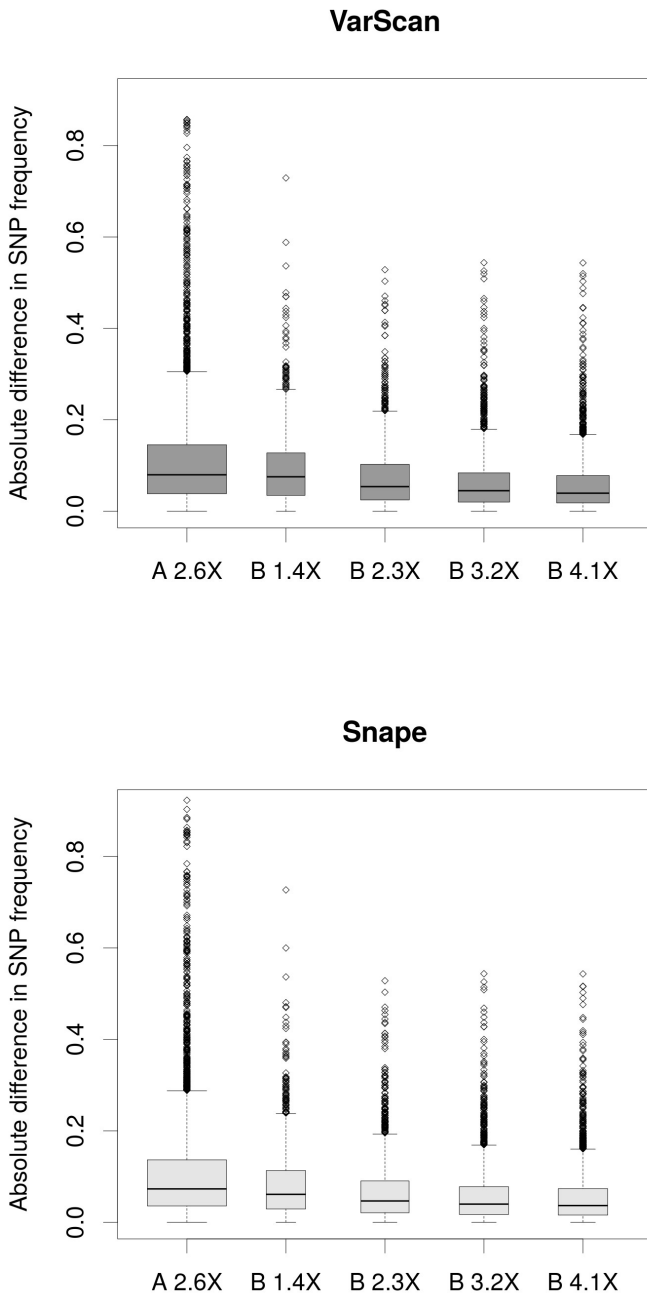 VarScan
Absolute difference in SNP frequency
0.8
0.6
0.4
0.2
0.0
A 2.6X B 1.4X B 2.3X B 3.2X B 4.1X
Snape
Absolute difference in SNP frequency
0.8
0.6
0.4
0.2
0.0
A 2.6X B 1.4X B 2.3X B 3.2X B 4.1X